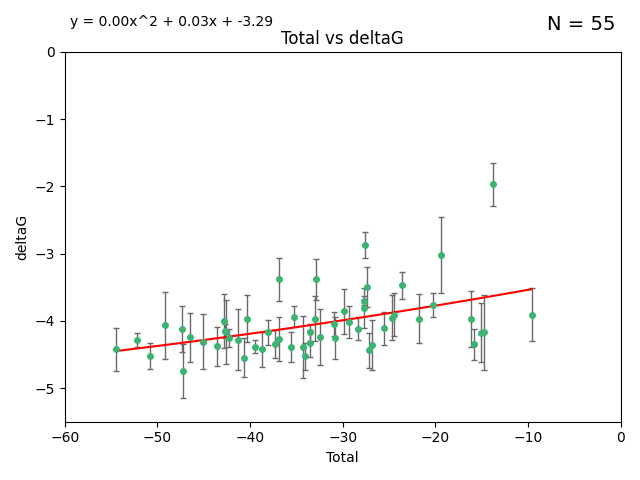 y = 0.00x^2 + 0.03x + -3.29
N = 55
Total vs deltaG
0
−1
−2
−3
−4
−5
deltaG
−60 −50 −40 −30 −20 −10 0
Total